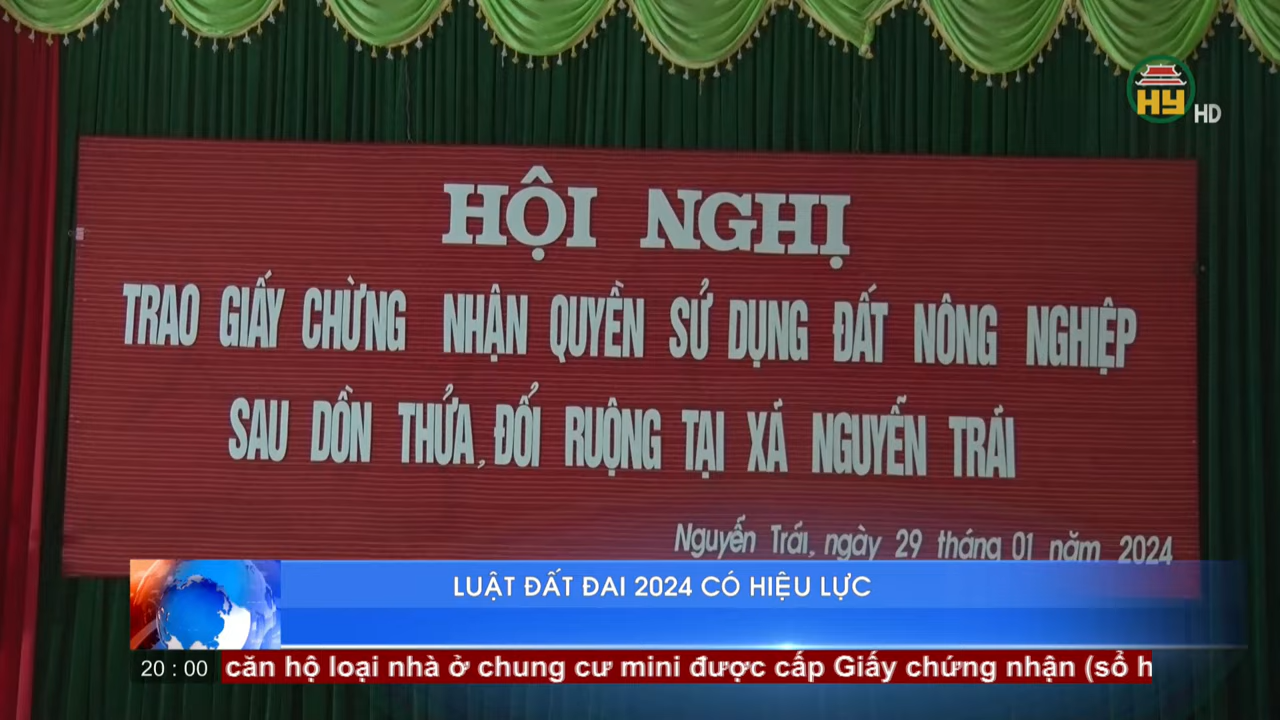 HY HD
HỘI NGHỊ
TRAO GIẤY CHỨNG NHẬN QUYỀN SỬ DỤNG ĐẤT NÔNG NGHIỆP
SAU DỒN THỬA, ĐỔI RUỘNG TẠI XÃ NGUYỄN TRÃI
Nguyễn Trãi, ngày 29 tháng 01 năm 2024
LUẬT ĐẤT ĐAI 2024 CÓ HIỆU LỰC
20 : 00 căn hộ loại nhà ở chung cư mini được cấp Giấy chứng nhận (sổ h